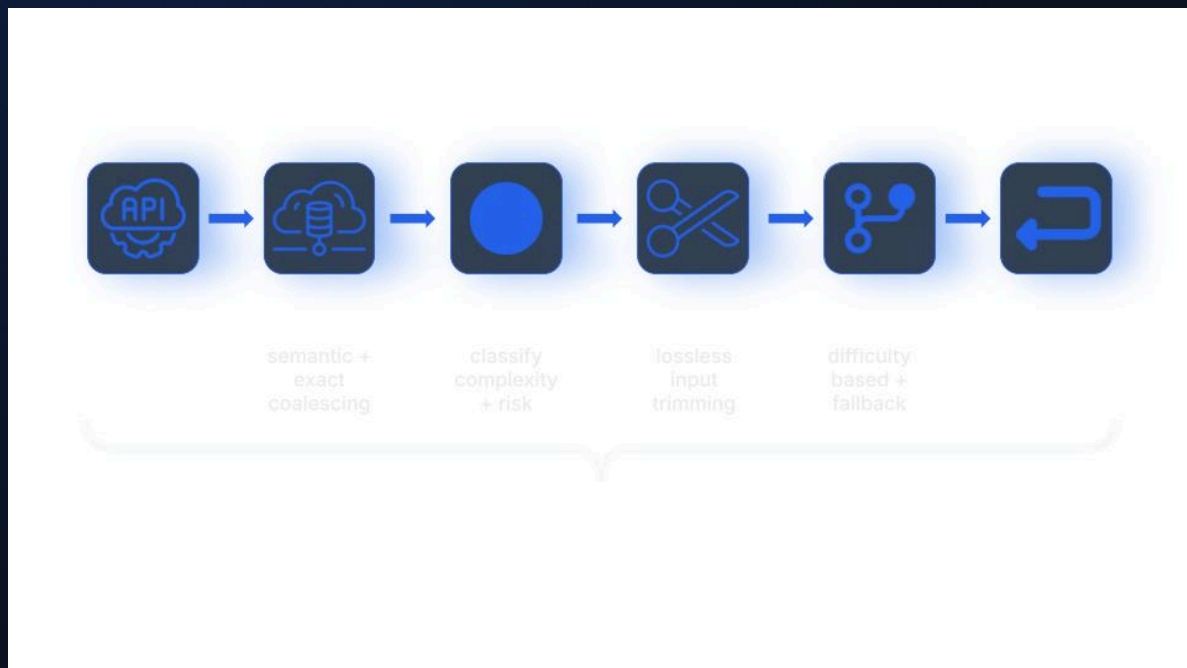 API
semantic +
exact
coalescing
classify
complexity
+ risk
lossless
input
trimming
difficulty
based +
fallback